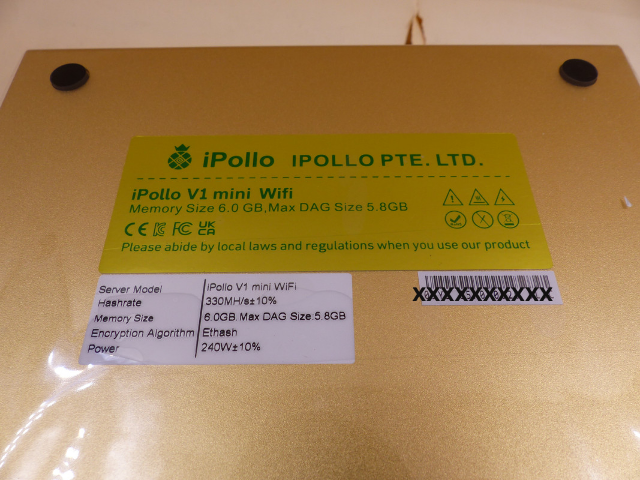 iPollo IPOLLO PTE. LTD.
iPollo V1 mini Wifi
Memory Size 6.0 GB,Max DAG Size 5.8GB
CE FC UK CA
Please abide by local laws and regulations when you use our product
Server Model iPollo V1 mini WiFi
Hashrate 330MH/s±10%
Memory Size 6.0GB,Max DAG Size:5.8GB
Encryption Algorithm Ethash
Power 240W±10%
XXXXXXXXXXX